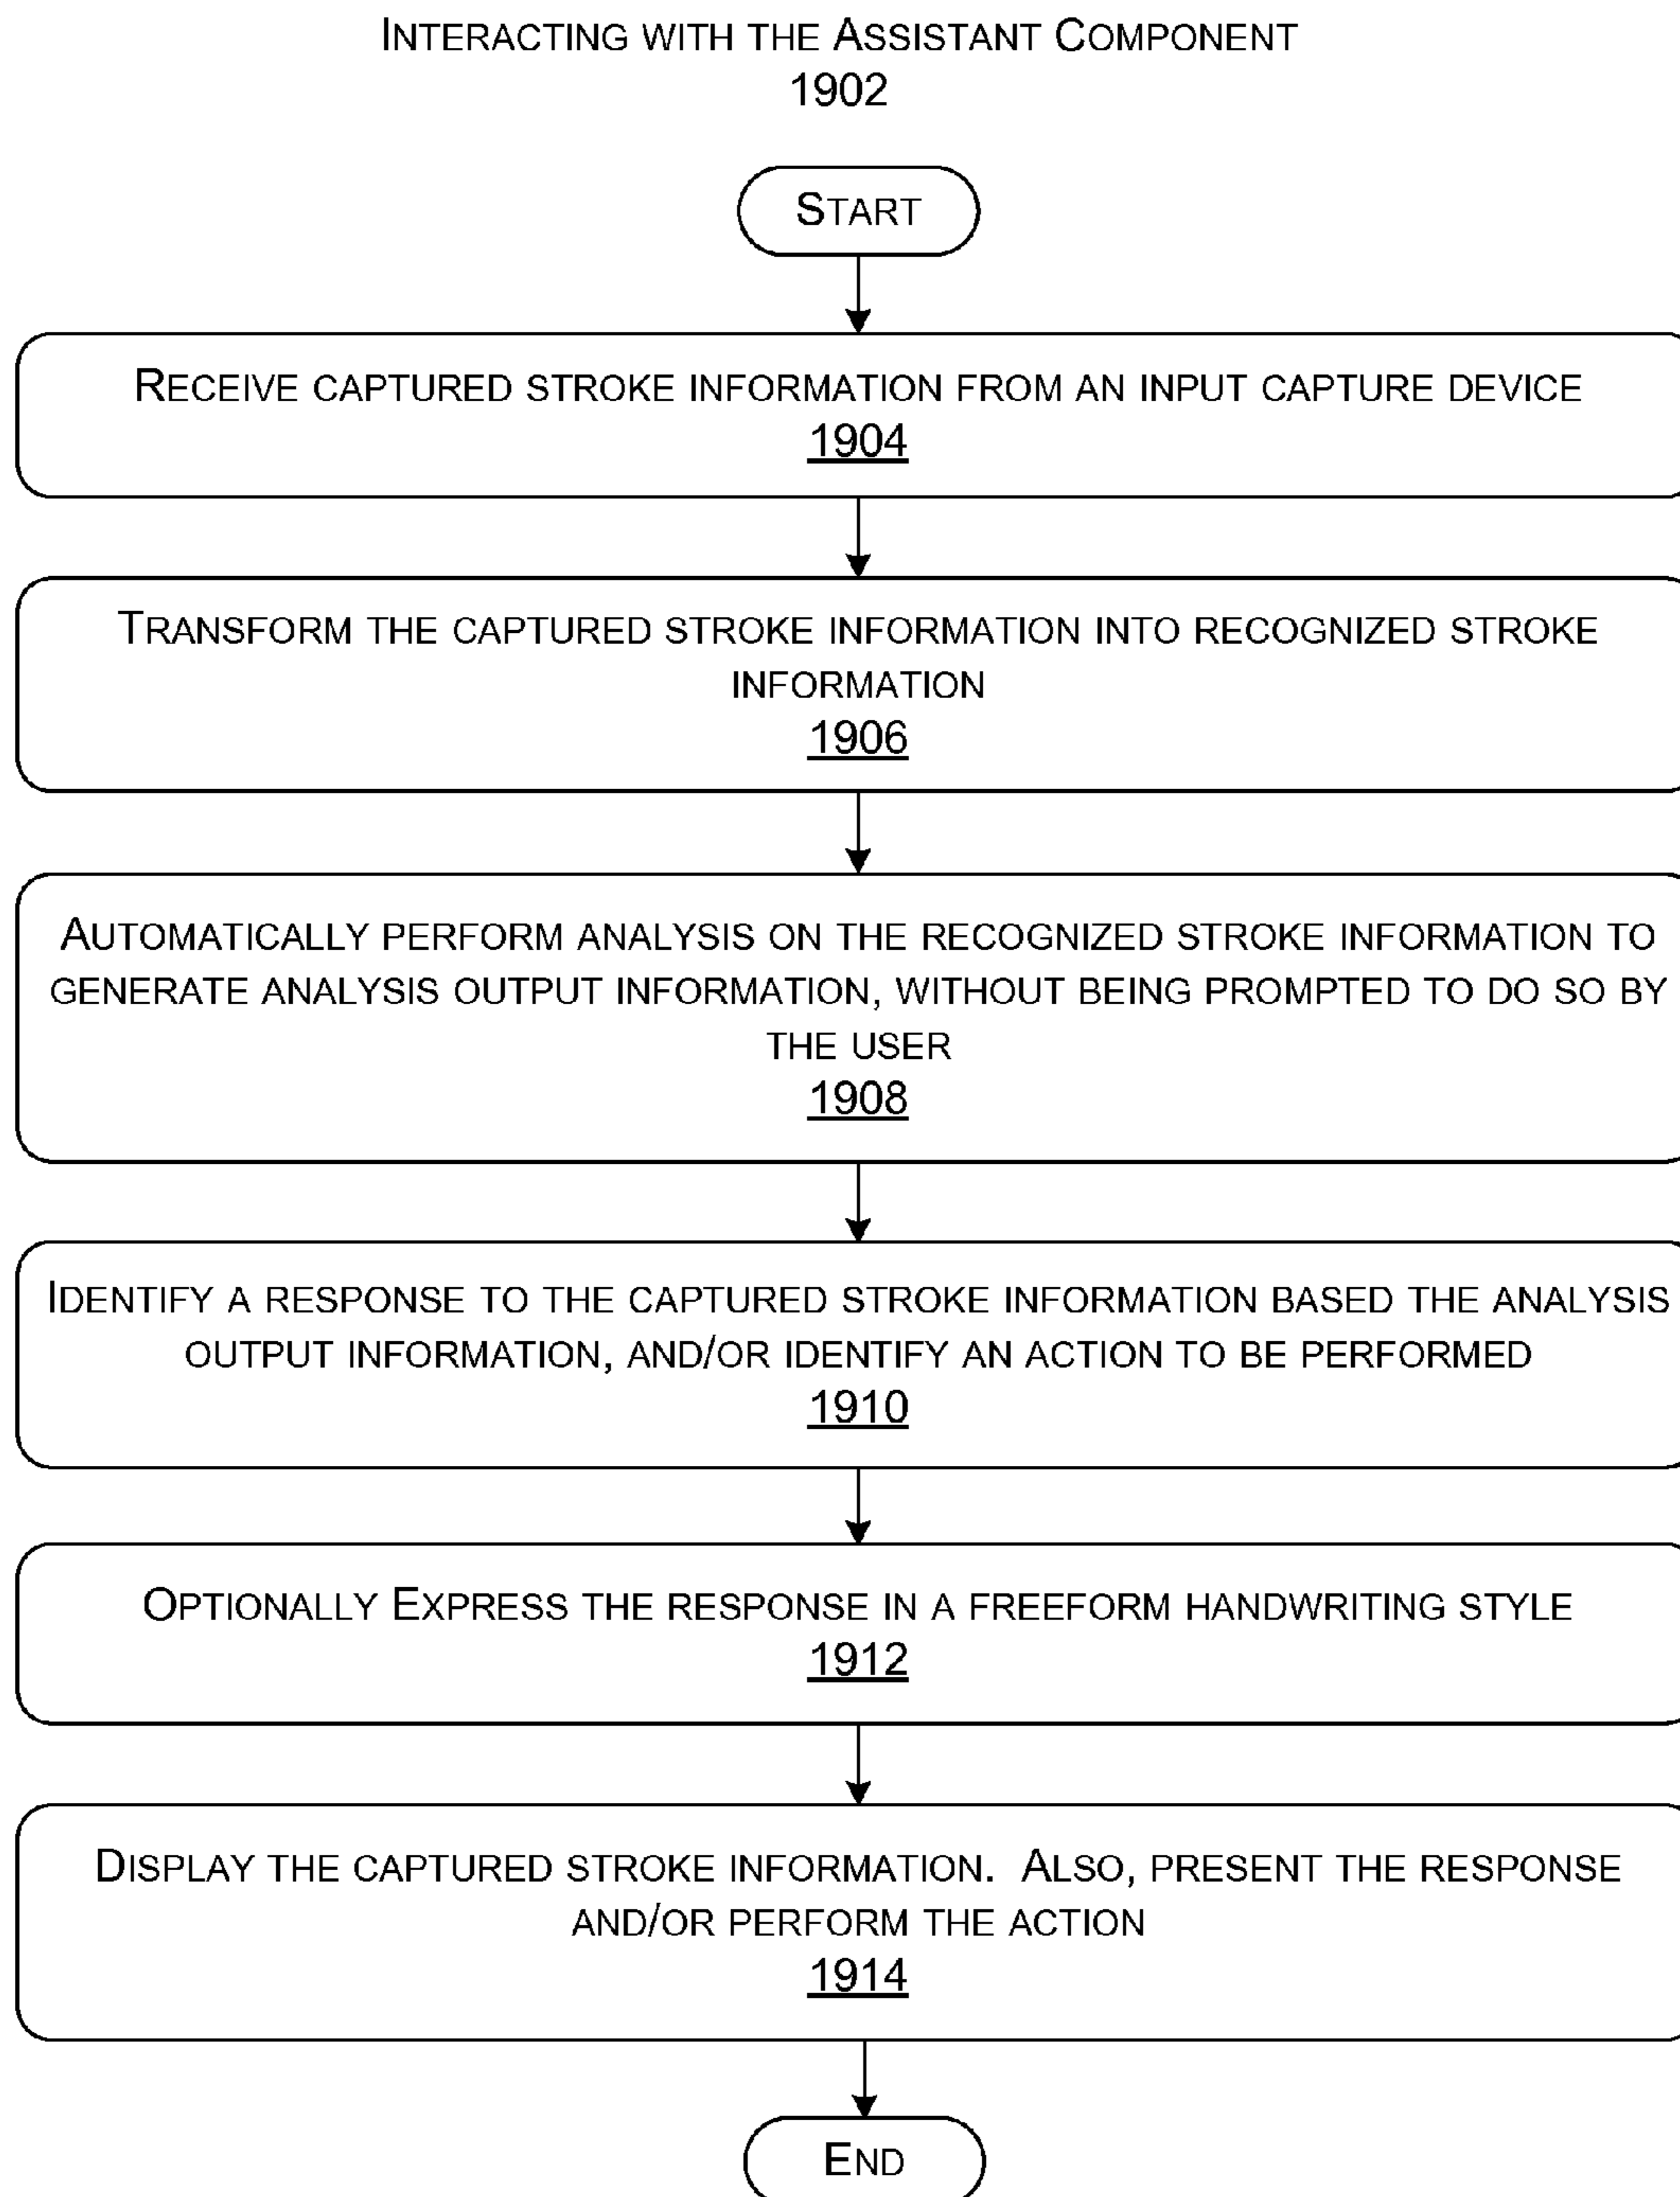 INTERACTING WITH THE ASSISTANT COMPONENT
1902
START
RECEIVE CAPTURED STROKE INFORMATION FROM AN INPUT CAPTURE DEVICE
1904
TRANSFORM THE CAPTURED STROKE INFORMATION INTO RECOGNIZED STROKE
INFORMATION
1906
AUTOMATICALLY PERFORM ANALYSIS ON THE RECOGNIZED STROKE INFORMATION TO
GENERATE ANALYSIS OUTPUT INFORMATION, WITHOUT BEING PROMPTED TO DO SO BY
THE USER
1908
IDENTIFY A RESPONSE TO THE CAPTURED STROKE INFORMATION BASED THE ANALYSIS
OUTPUT INFORMATION, AND/OR IDENTIFY AN ACTION TO BE PERFORMED
1910
OPTIONALLY EXPRESS THE RESPONSE IN A FREEFORM HANDWRITING STYLE
1912
DISPLAY THE CAPTURED STROKE INFORMATION. ALSO, PRESENT THE RESPONSE
AND/OR PERFORM THE ACTION
1914
END